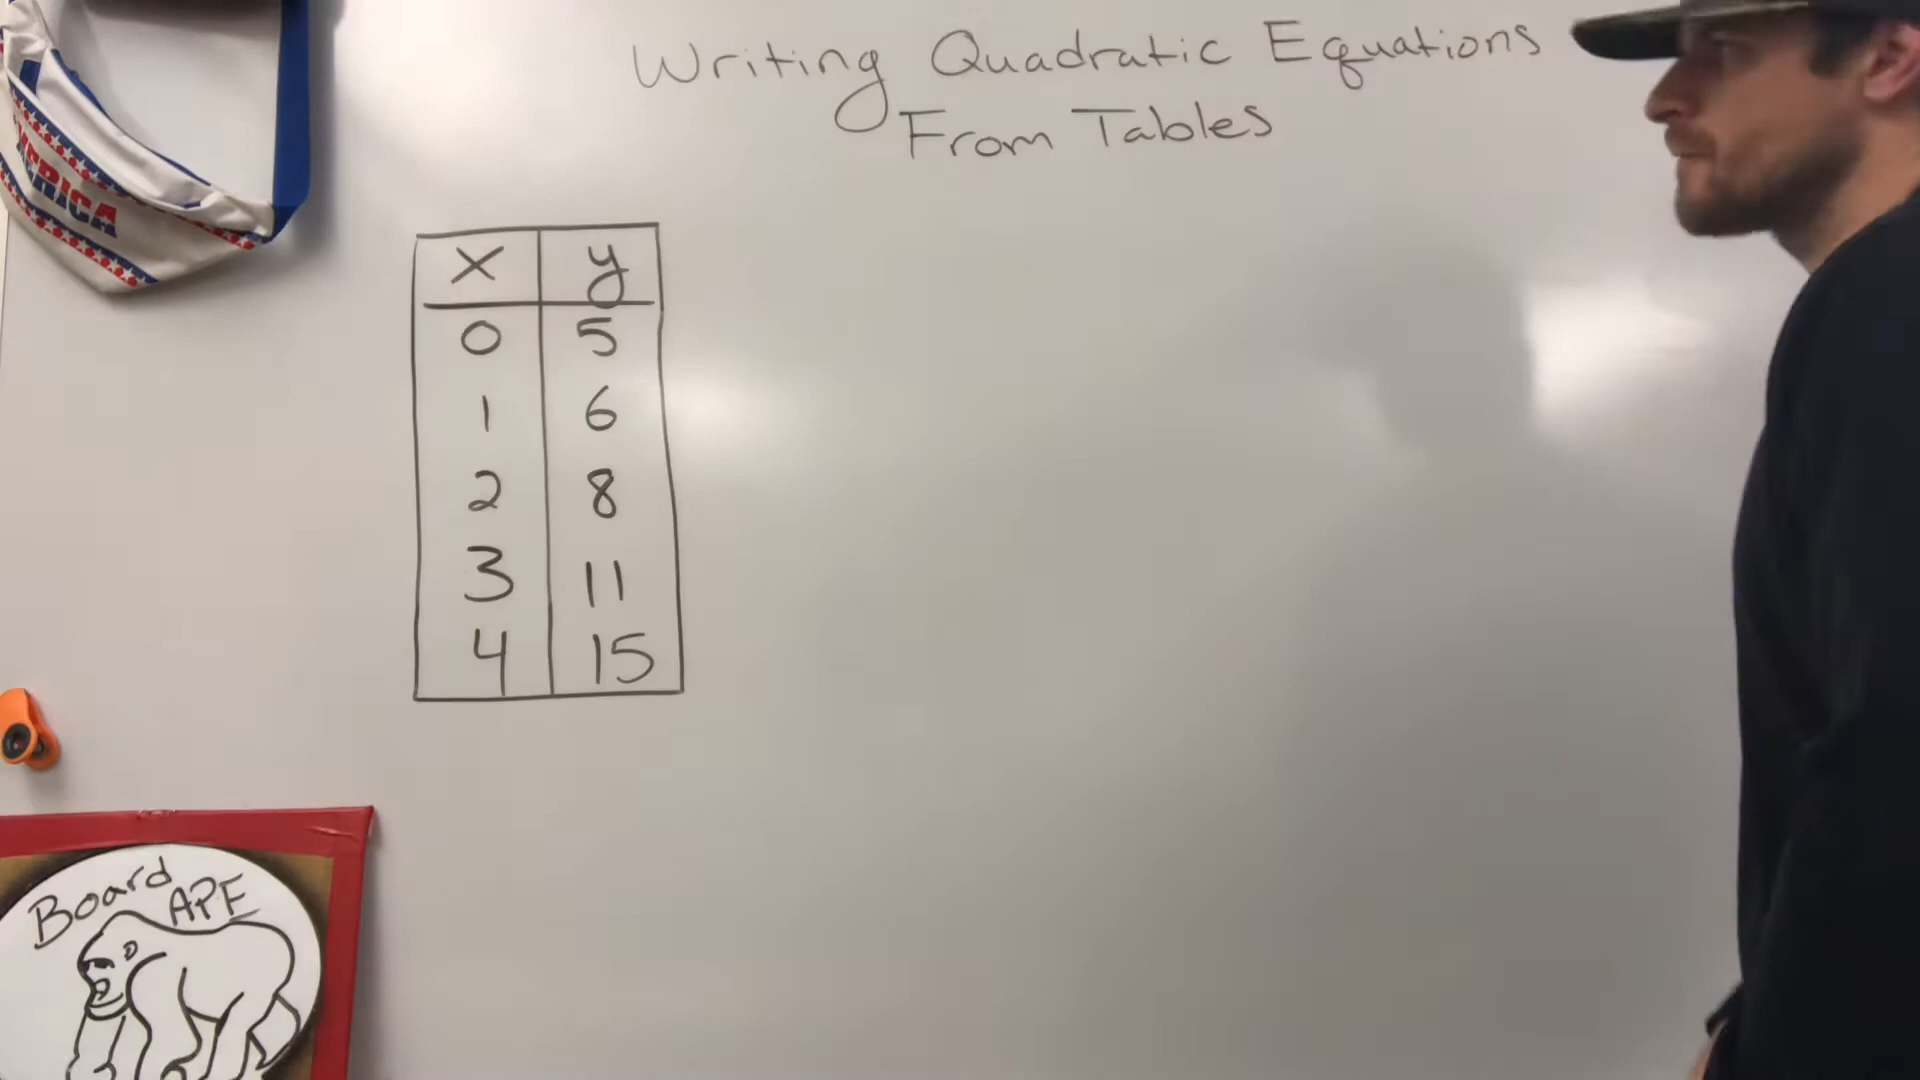 Writing Quadratic Equations
From Tables
x y
0 5
1 6
2 8
3 11
4 15
Board
APE